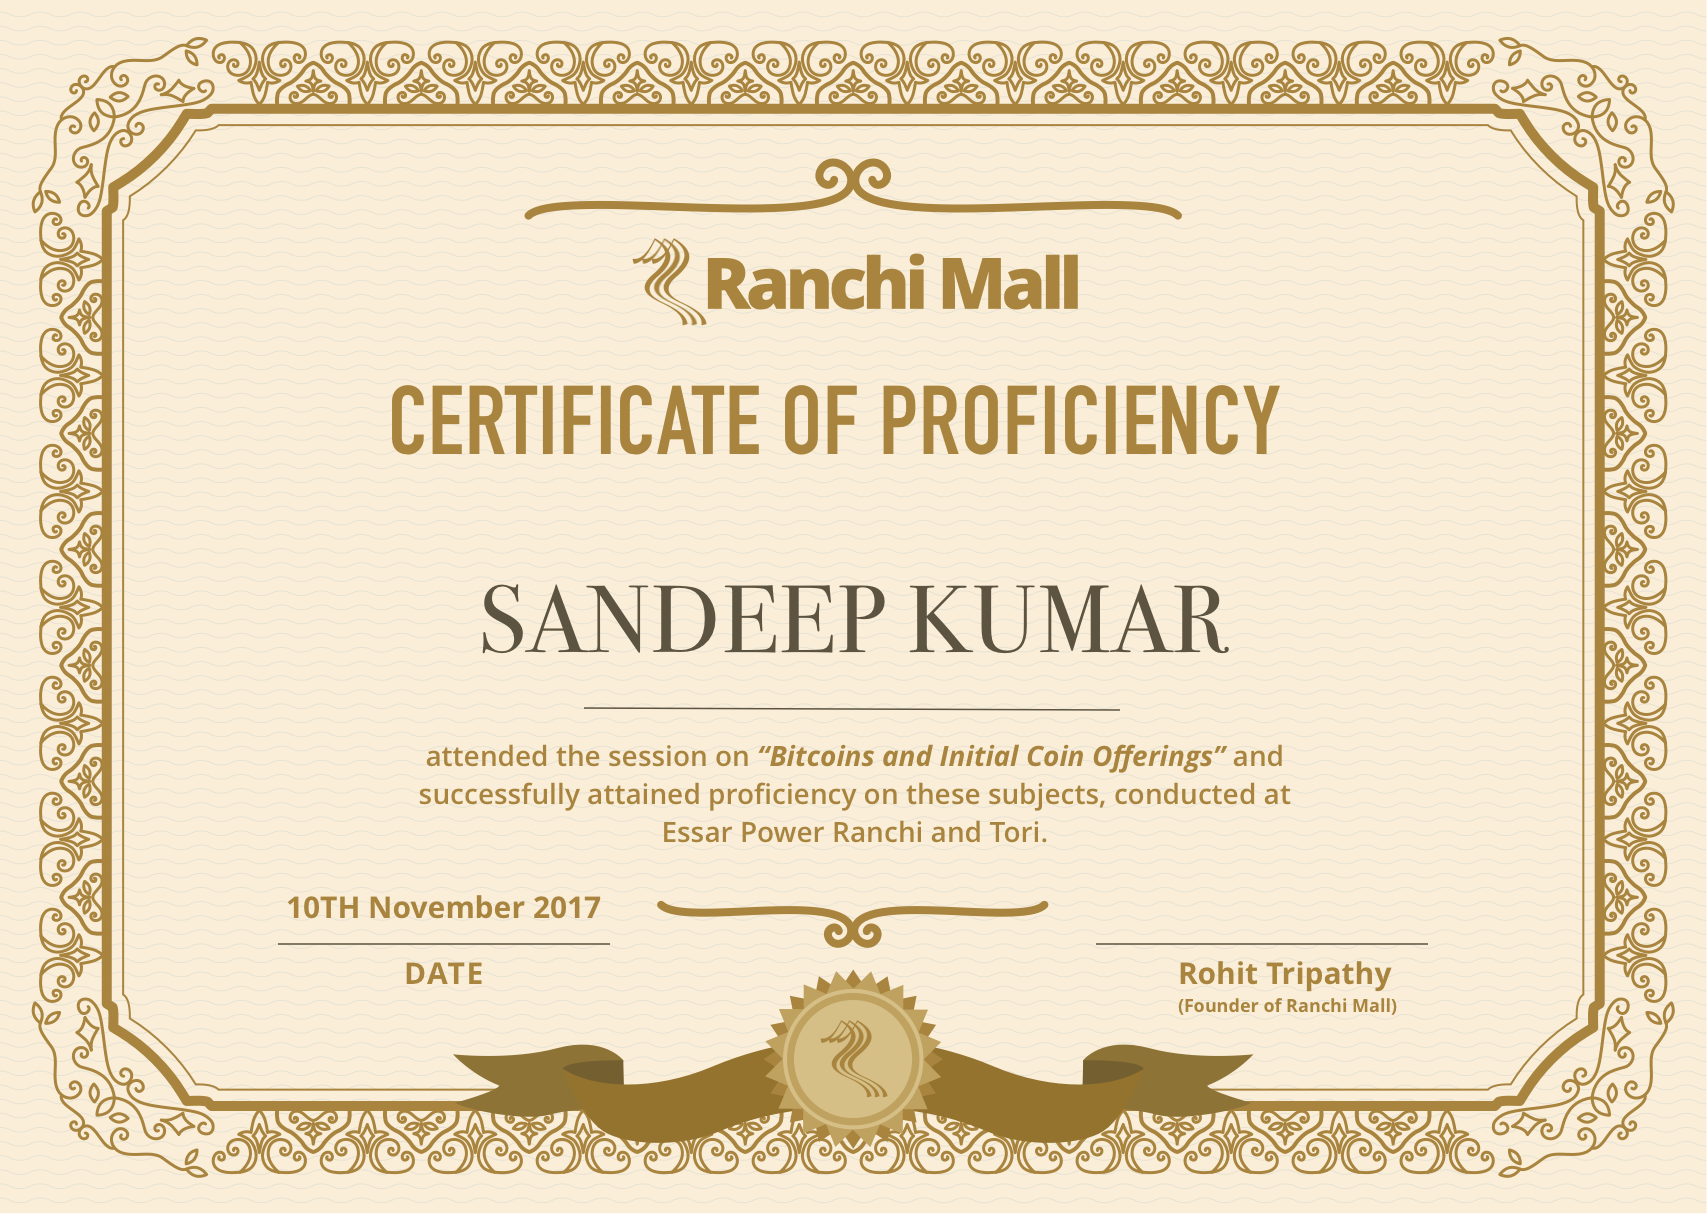 Ranchi Mall
CERTIFICATE OF PROFICIENCY
SANDEEP KUMAR
attended the session on “Bitcoins and Initial Coin Offerings” and
successfully attained proficiency on these subjects, conducted at
Essar Power Ranchi and Tori.
10TH November 2017
DATE
Rohit Tripathy
(Founder of Ranchi Mall)